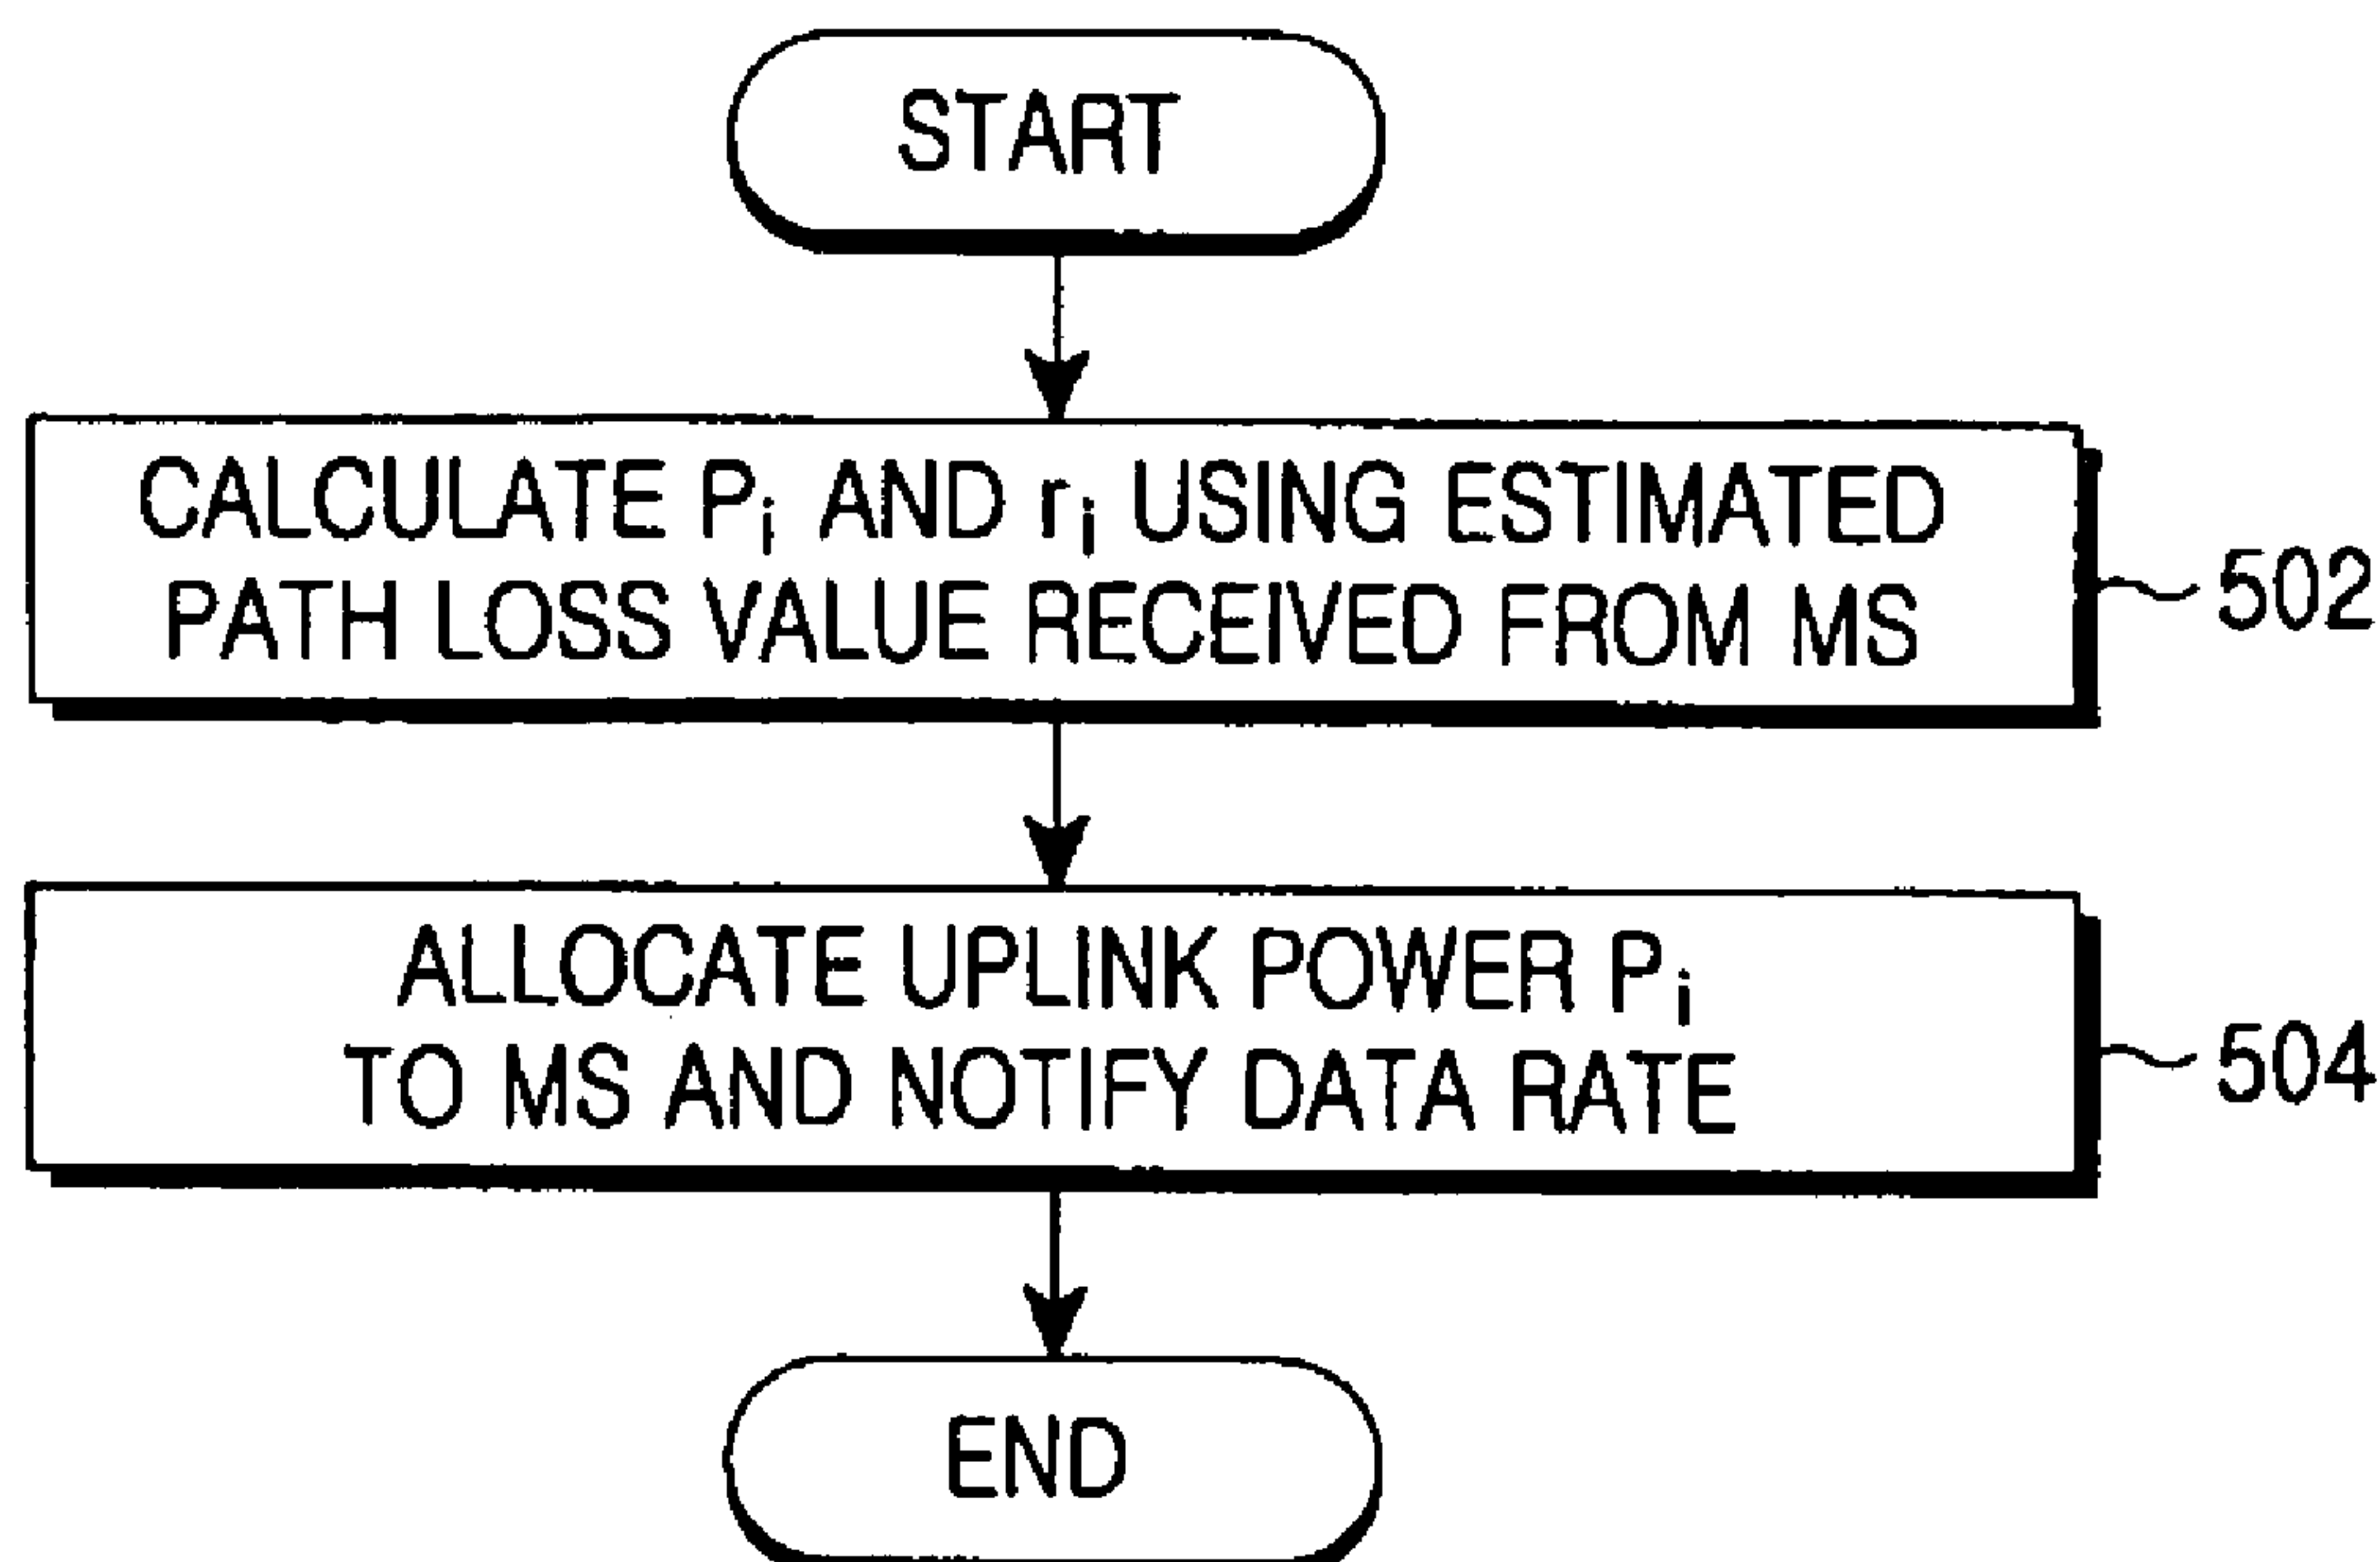 START
CALCULATE Pi AND ri USING ESTIMATED
PATH LOSS VALUE RECEIVED FROM MS
502
ALLOCATE UPLINK POWER Pi
TO MS AND NOTIFY DATA RATE
504
END